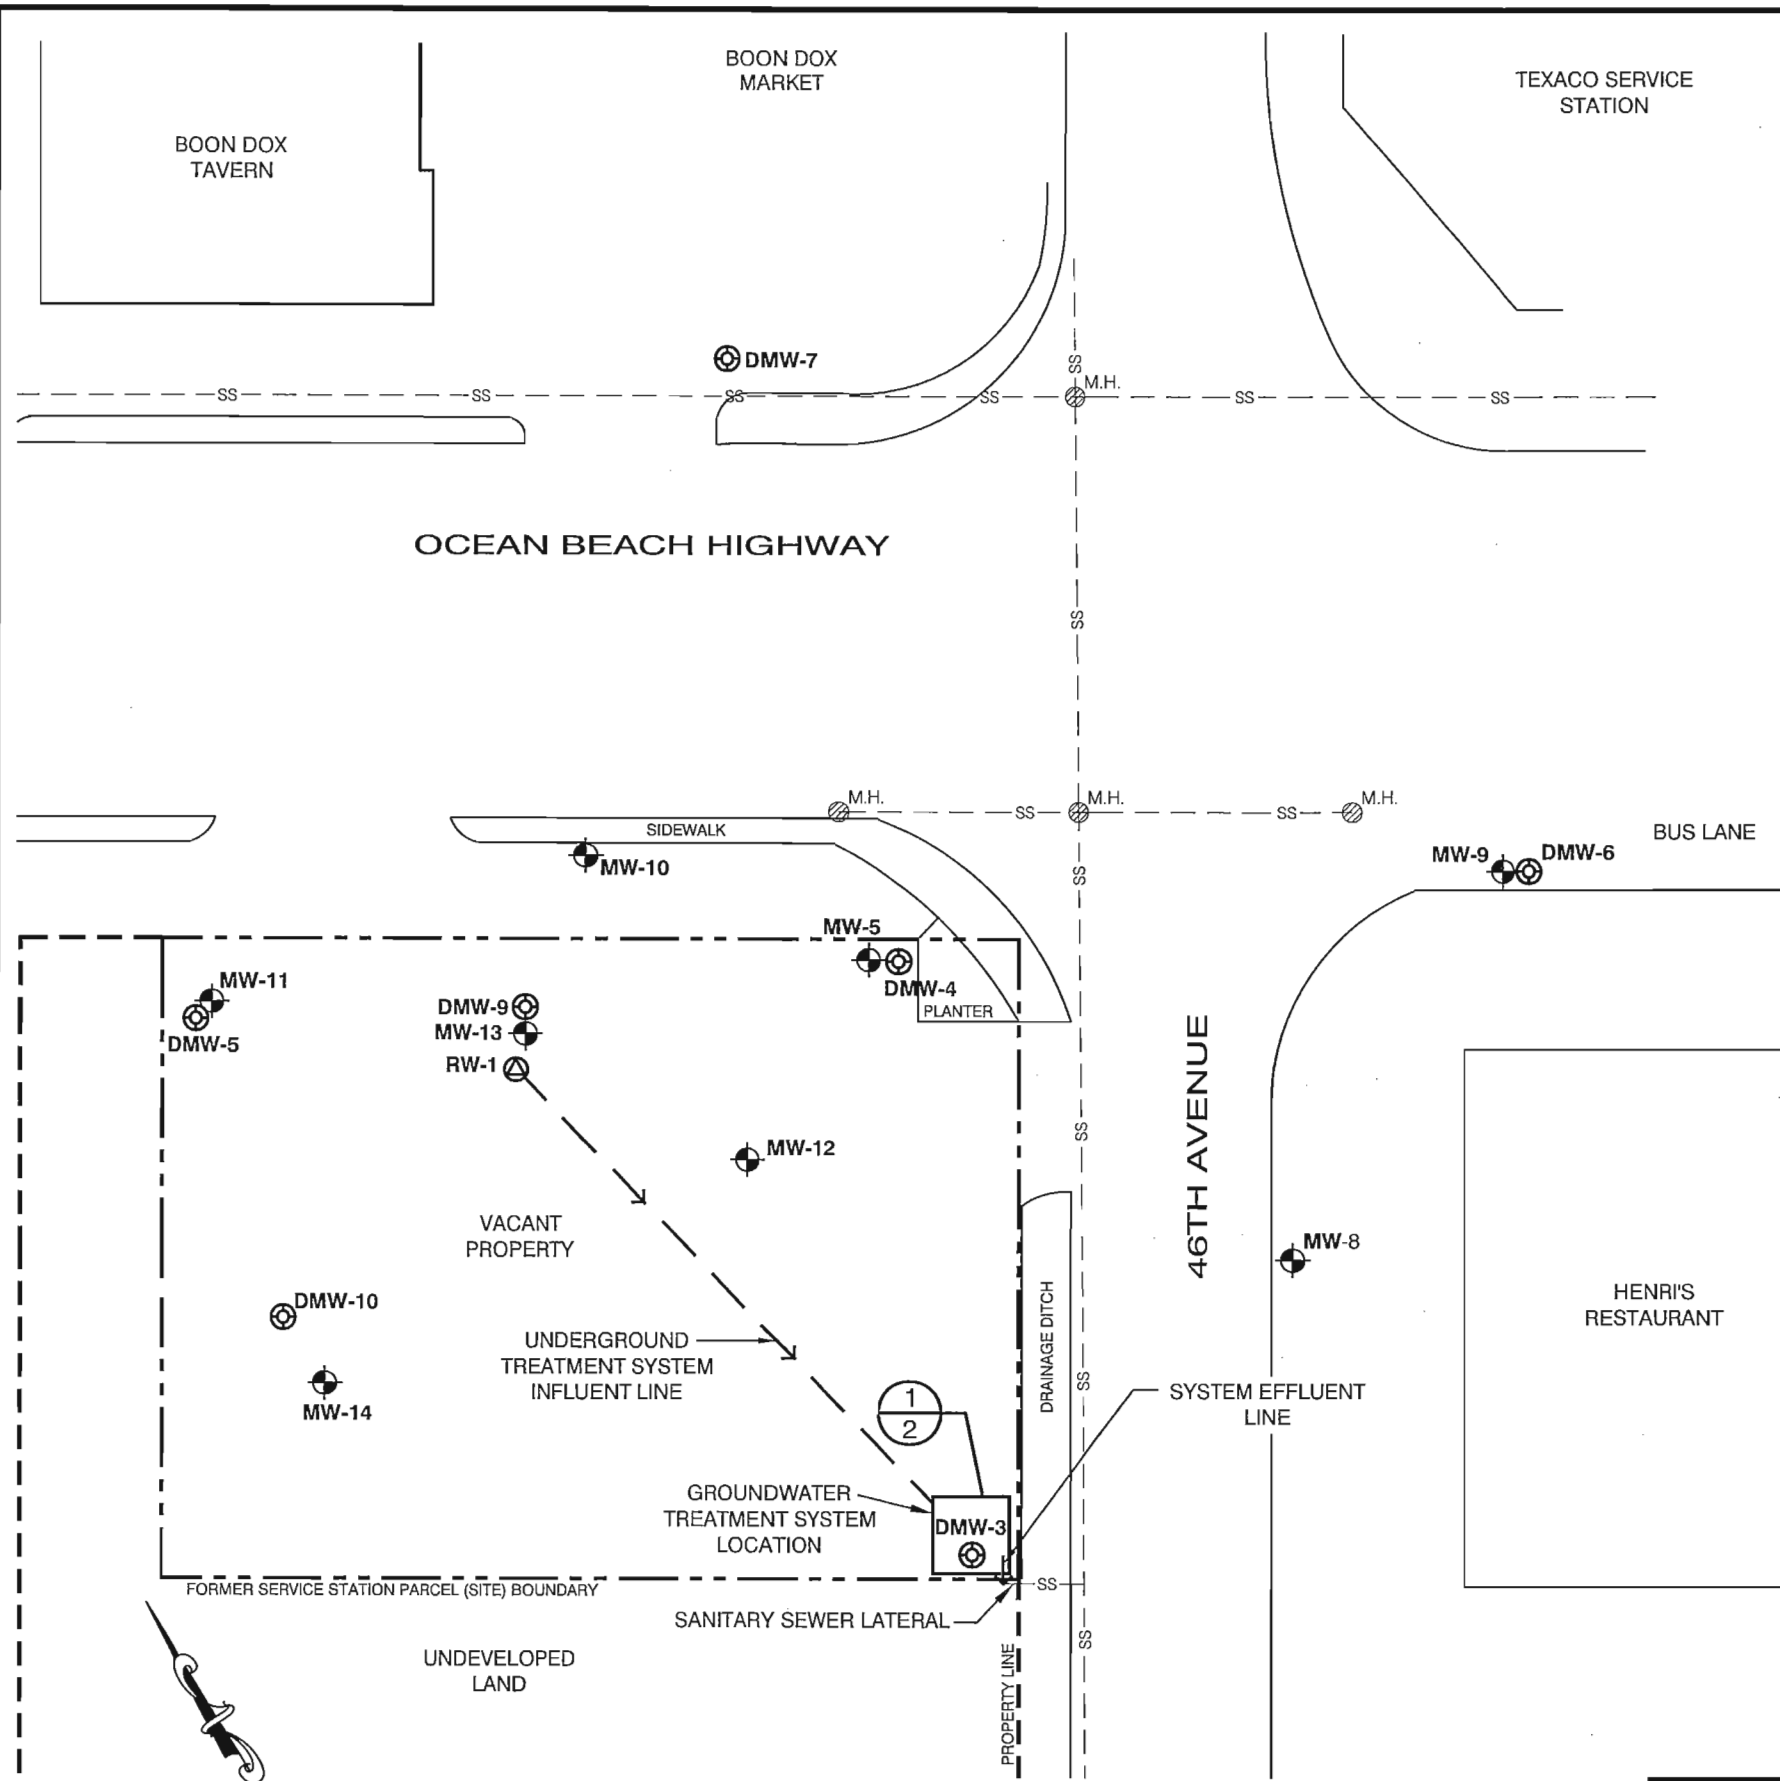 BOON DOX
MARKET
TEXACO SERVICE
STATION
BOON DOX
TAVERN
DMW-7
SS
M.H.
SS
SS
SS
SS
SS
SS
OCEAN BEACH HIGHWAY
SS
M.H.
SS
M.H.
SS
M.H.
SIDEWALK
BUS LANE
MW-10
SS
MW-9
DMW-6
MW-5
DMW-4
PLANTER
MW-11
DMW-5
DMW-9
MW-13
RW-1
SS
46TH AVENUE
MW-12
VACANT
PROPERTY
MW-8
DMW-10
HENRI'S
RESTAURANT
UNDERGROUND
TREATMENT SYSTEM
INFLUENT LINE
DRAINAGE DITCH
SS
SYSTEM EFFLUENT
LINE
MW-14
1
2
GROUNDWATER
TREATMENT SYSTEM
LOCATION
DMW-3
FORMER SERVICE STATION PARCEL (SITE) BOUNDARY
SS
SANITARY SEWER LATERAL
SS
UNDEVELOPED
LAND
PROPERTY LINE